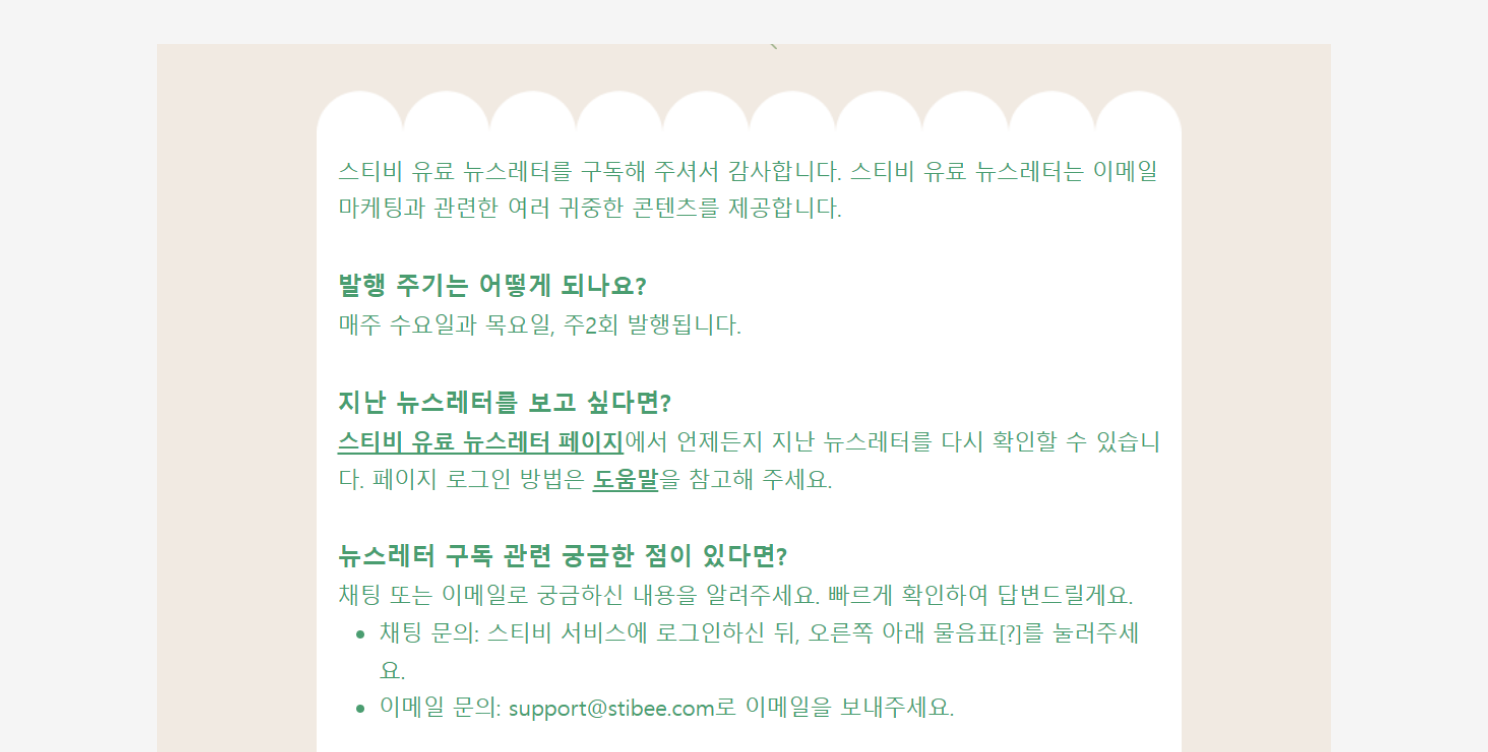 스티비 유료 뉴스레터를 구독해 주셔서 감사합니다. 스티비 유료 뉴스레터는 이메일
마케팅과 관련한 여러 귀중한 콘텐츠를 제공합니다.
발행 주기는 어떻게 되나요?
매주 수요일과 목요일, 주2회 발행됩니다.
지난 뉴스레터를 보고 싶다면?
스티비 유료 뉴스레터 페이지에서 언제든지 지난 뉴스레터를 다시 확인할 수 있습니
다. 페이지 로그인 방법은 도움말을 참고해 주세요.
뉴스레터 구독 관련 궁금한 점이 있다면?
채팅 또는 이메일로 궁금하신 내용을 알려주세요. 빠르게 확인하여 답변드릴게요.
• 채팅 문의: 스티비 서비스에 로그인하신 뒤, 오른쪽 아래 물음표[?]를 눌러주세
요.
• 이메일 문의: support@stibee.com로 이메일을 보내주세요.